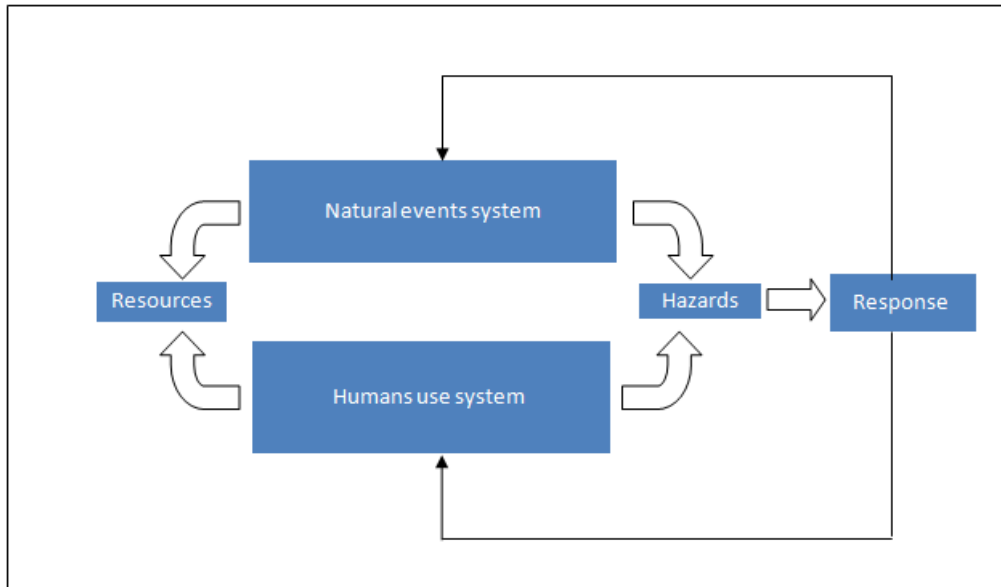 Natural events system
Resources
Hazards
Response
Humans use system